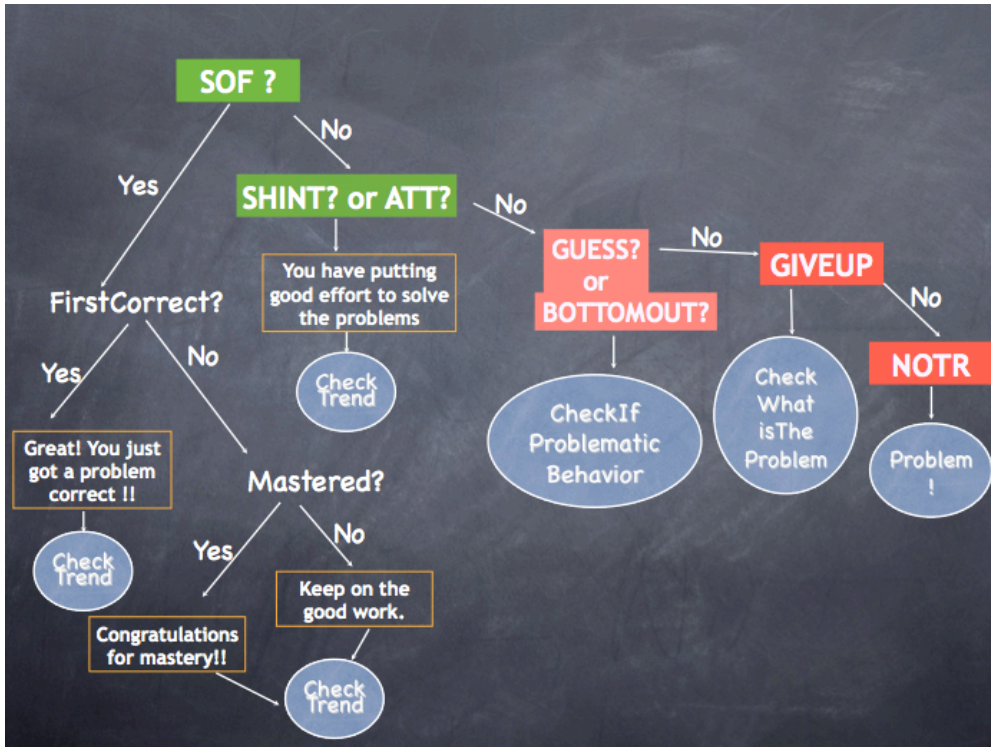 SOF ?
No
Yes
SHINT? or ATT?
No
GUESS?
or
BOTTOMOUT?
No
GIVEUP
No
NOTR
You have putting
good effort to solve
the problems
Check
Trend
FirstCorrect?
Yes
No
Great! You just
got a problem
correct !!
Check
Trend
Mastered?
Yes
No
Congratulations
for mastery!!
Keep on the
good work.
Check
Trend
CheckIf
Problematic
Behavior
Check
What
isThe
Problem
Problem
!